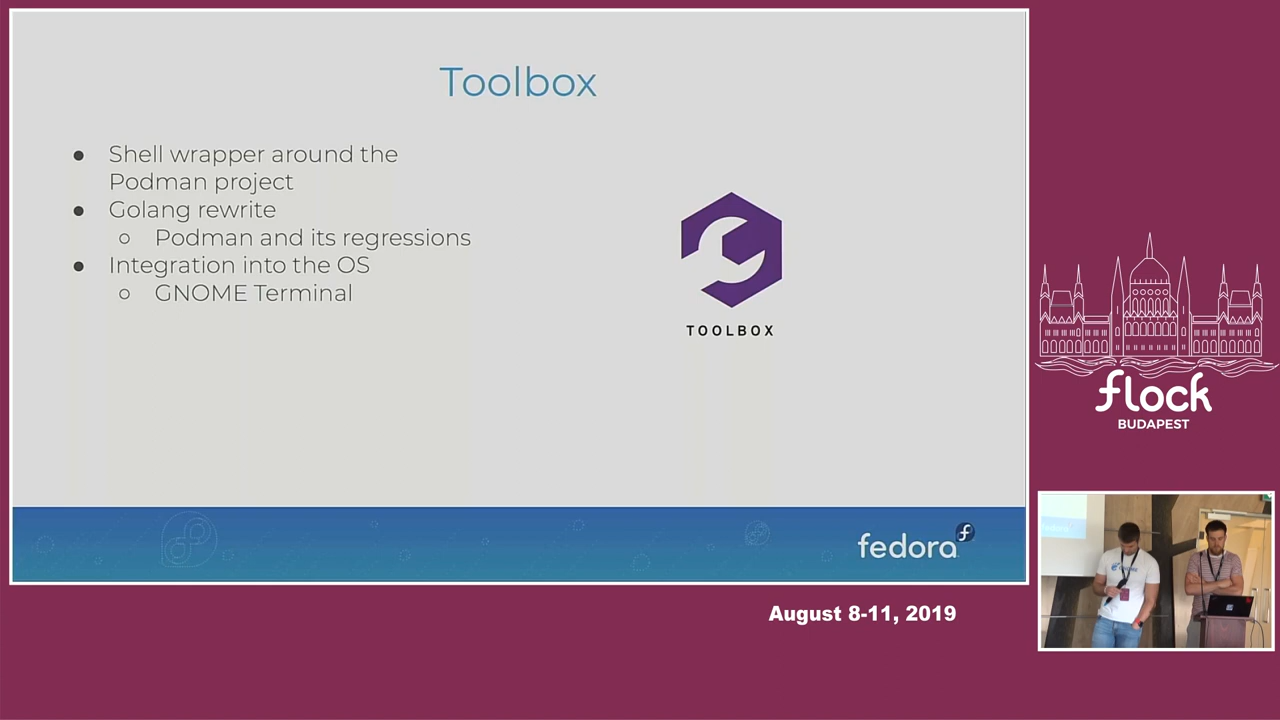 Toolbox
● Shell wrapper around the
Podman project
● Golang rewrite
○ Podman and its regressions
● Integration into the OS
○ GNOME Terminal
TOOLBOX
fedora
flock
BUDAPEST
August 8-11, 2019